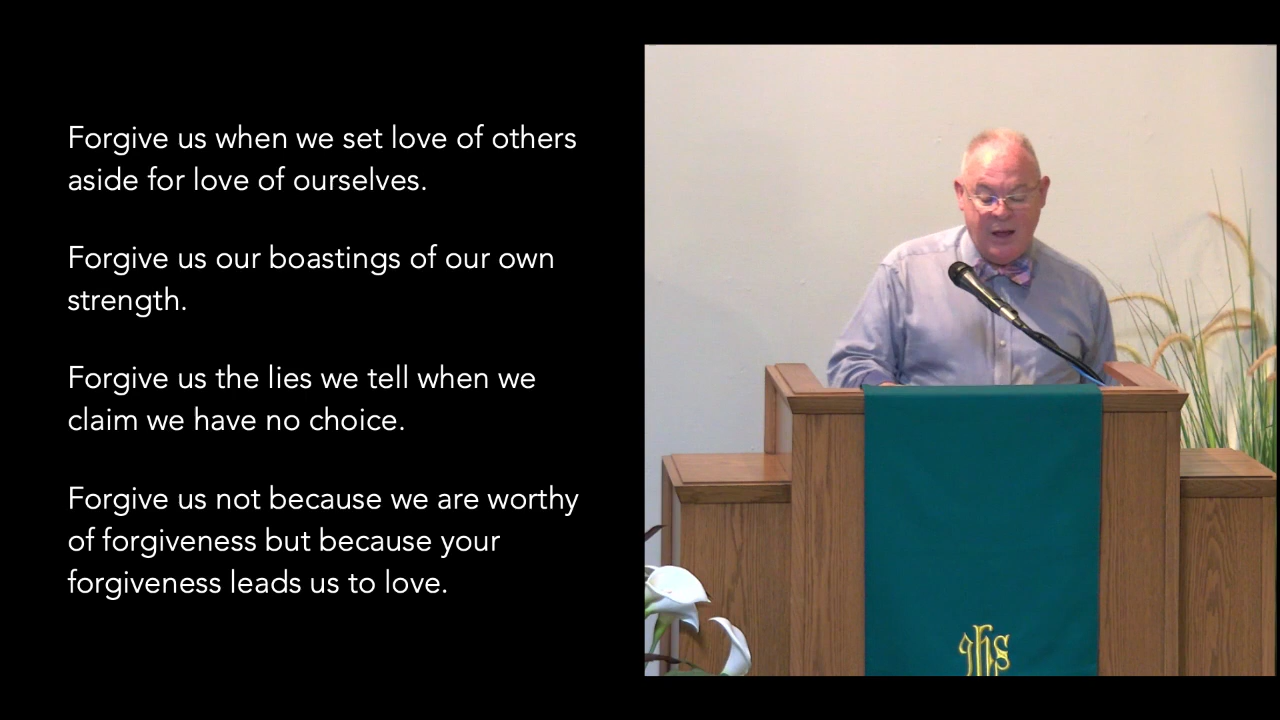 Forgive us when we set love of others
aside for love of ourselves.
Forgive us our boastings of our own
strength.
Forgive us the lies we tell when we
claim we have no choice.
Forgive us not because we are worthy
of forgiveness but because your
forgiveness leads us to love.
IHS